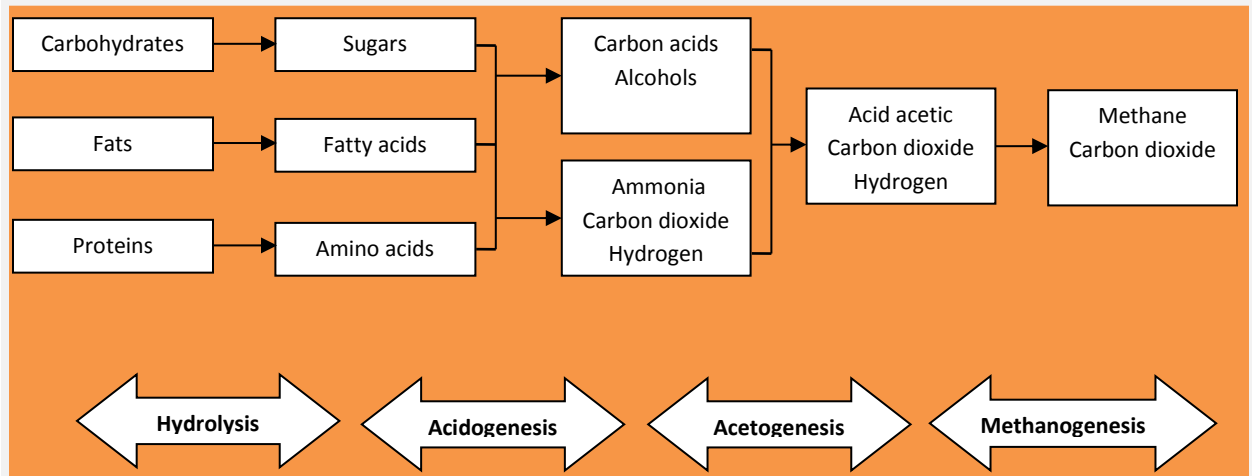 Carbohydrates
Sugars
Carbon acids
Alcohols
Fats
Fatty acids
Acid acetic
Carbon dioxide
Hydrogen
Methane
Carbon dioxide
Proteins
Amino acids
Ammonia
Carbon dioxide
Hydrogen
Hydrolysis
Acidogenesis
Acetogenesis
Methanogenesis